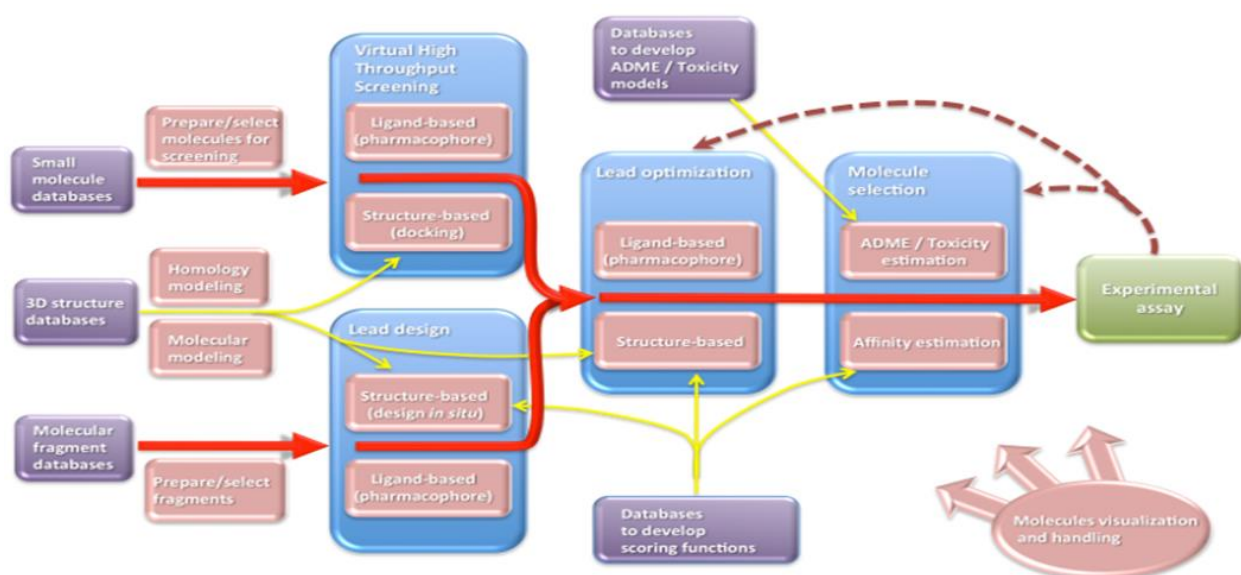 Virtual High
Throughput
Screening
Ligand-based
(pharmacophore)
Structure-based
(docking)
Prepare/select
molecules for
screening
Small
molecule
databases
Homology
modeling
3D structure
databases
Molecular
modeling
Molecular
fragment
databases
Prepare/select
fragments
Lead design
Structure-based
(design in situ)
Ligand-based
(pharmacophore)
Databases
to develop
ADME / Toxicity
models
Lead optimization
Ligand-based
(pharmacophore)
Structure-based
Molecule
selection
ADME / Toxicity
estimation
Affinity estimation
Experimental
assay
Databases
to develop
scoring functions
Molecules visualization
and handling